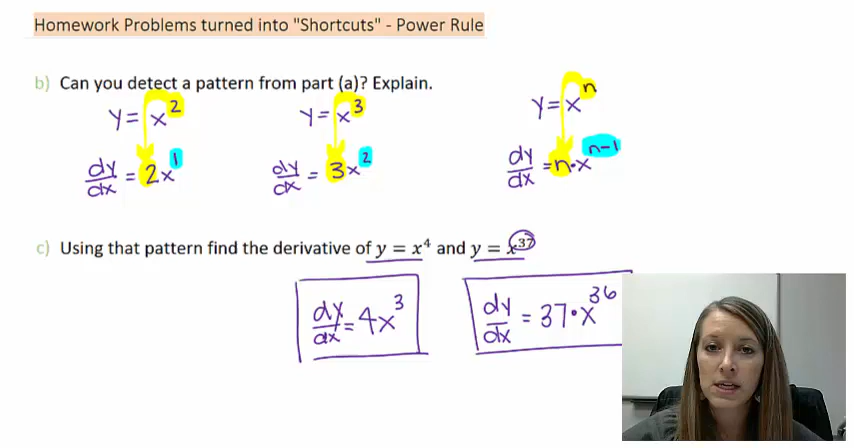 Homework Problems turned into "Shortcuts" - Power Rule
b) Can you detect a pattern from part (a)? Explain.
y = x² y = x³ y = xⁿ
dy/dx = 2x¹ dy/dx = 3x² dy/dx = n·xⁿ⁻¹
c) Using that pattern find the derivative of y = x⁴ and y = x³⁷
dy/dx = 4x³ dy/dx = 37·x³⁶